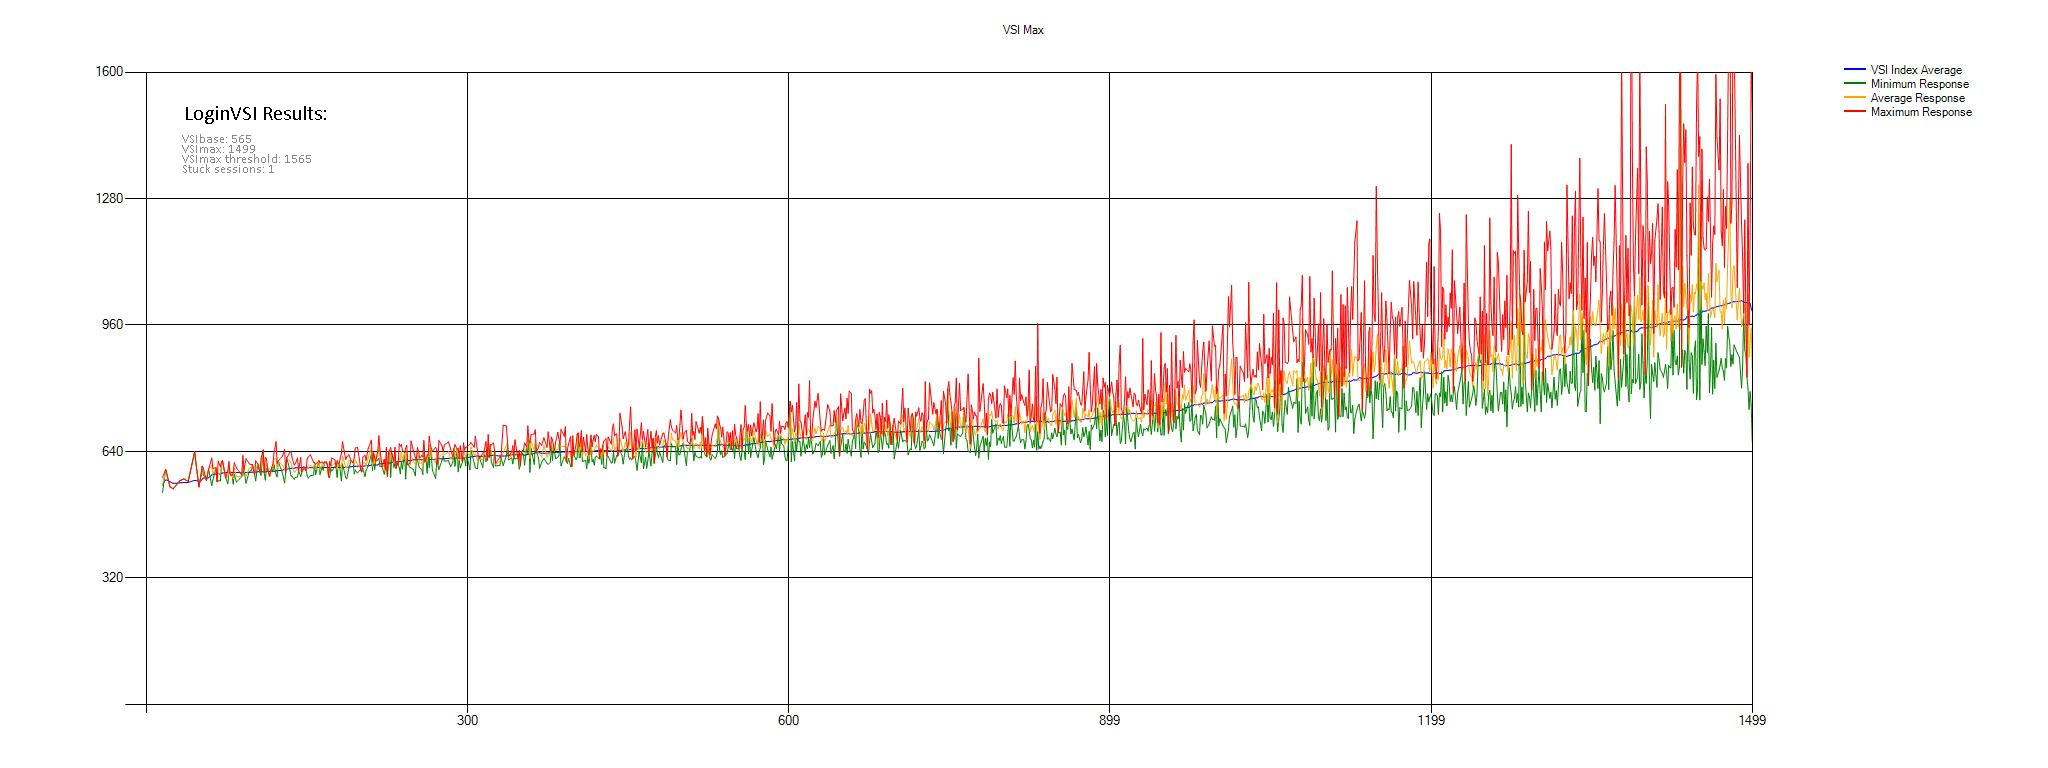 VSI Max
1600
1280
960
640
320
300
600
899
1199
1499
LoginVSI Results:
VSIbase: 565
VSImax: 1499
VSImax threshold: 1565
Stuck sessions: 1
VSI Index Average
Minimum Response
Average Response
Maximum Response